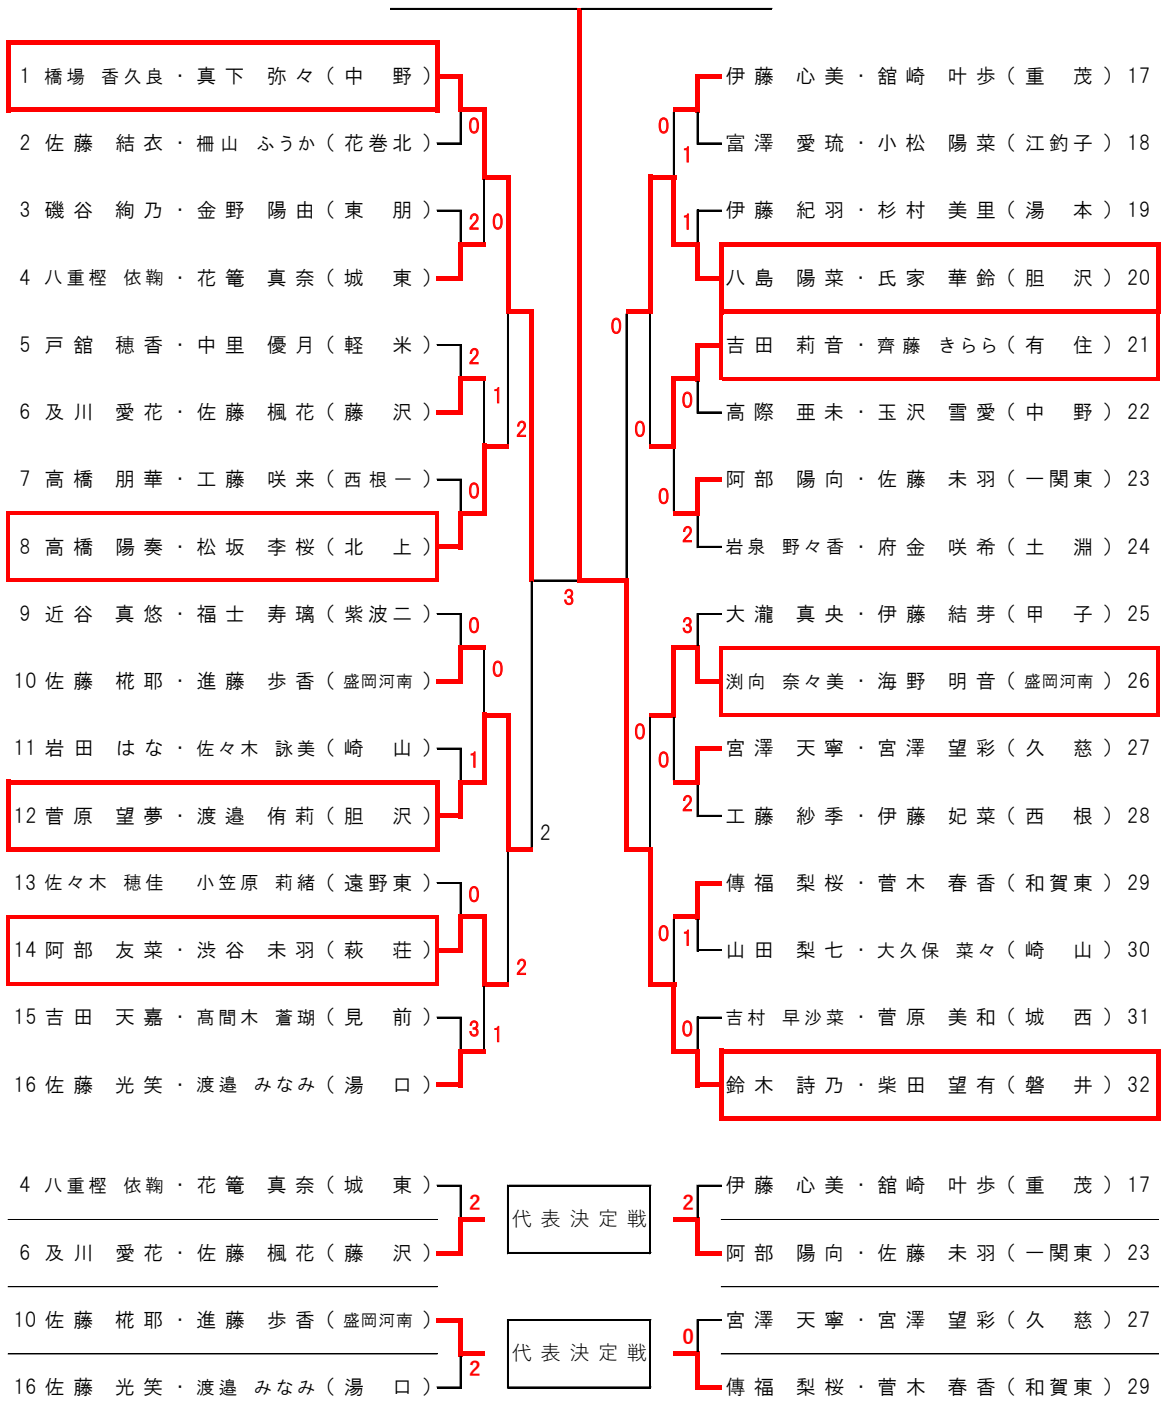 1 橋場 香久良・真下 弥々(中 野)
2 佐藤 結衣・柵山 ふうか(花巻北)
3 磯谷 絢乃・金野 陽由(東 朋)
4 八重樫 依鞠・花篭 真奈(城 東)
5 戸舘 穂香・中里 優月(軽 米)
6 及川 愛花・佐藤 楓花(藤 沢)
7 高橋 朋華・工藤 咲来(西根一)
8 高橋 陽奏・松坂 李桜(北 上)
9 近谷 真悠・福士 寿璃(紫波二)
10 佐藤 椛耶・進藤 歩香(盛岡河南)
11 岩田 はな・佐々木 詠美(崎 山)
12 菅原 望夢・渡邉 侑莉(胆 沢)
13 佐々木 穂佳 小笠原 莉緒(遠野東)
14 阿部 友菜・渋谷 未羽(萩 荘)
15 吉田 天嘉・髙間木 蒼瑚(見 前)
16 佐藤 光笑・渡邉 みなみ(湯 口)
0
2
0
2
1
0
2
0
0
1
2
0
2
3
1
3
伊藤 心美・舘崎 叶歩(重 茂) 17
富澤 愛琉・小松 陽菜(江釣子) 18
伊藤 紀羽・杉村 美里(湯 本) 19
八島 陽菜・氏家 華鈴(胆 沢) 20
吉田 莉音・齊藤 きらら(有 住) 21
高際 亜未・玉沢 雪愛(中 野) 22
阿部 陽向・佐藤 未羽(一関東) 23
岩泉 野々香・府金 咲希(土 淵) 24
大瀧 真央・伊藤 結芽(甲 子) 25
渕向 奈々美・海野 明音(盛岡河南) 26
宮澤 天寧・宮澤 望彩(久 慈) 27
工藤 紗季・伊藤 妃菜(西 根) 28
傳福 梨桜・菅木 春香(和賀東) 29
山田 梨七・大久保 菜々(崎 山) 30
吉村 早沙菜・菅原 美和(城 西) 31
鈴木 詩乃・柴田 望有(磐 井) 32
0
1
1
0
0
0
0
2
3
0
0
2
0
1
0
4 八重樫 依鞠・花篭 真奈(城 東)
2
6 及川 愛花・佐藤 楓花(藤 沢)
代表決定戦
伊藤 心美・舘崎 叶歩(重 茂) 17
2
阿部 陽向・佐藤 未羽(一関東) 23
10 佐藤 椛耶・進藤 歩香(盛岡河南)
2
16 佐藤 光笑・渡邉 みなみ(湯 口)
代表決定戦
宮澤 天寧・宮澤 望彩(久 慈) 27
0
傳福 梨桜・菅木 春香(和賀東) 29